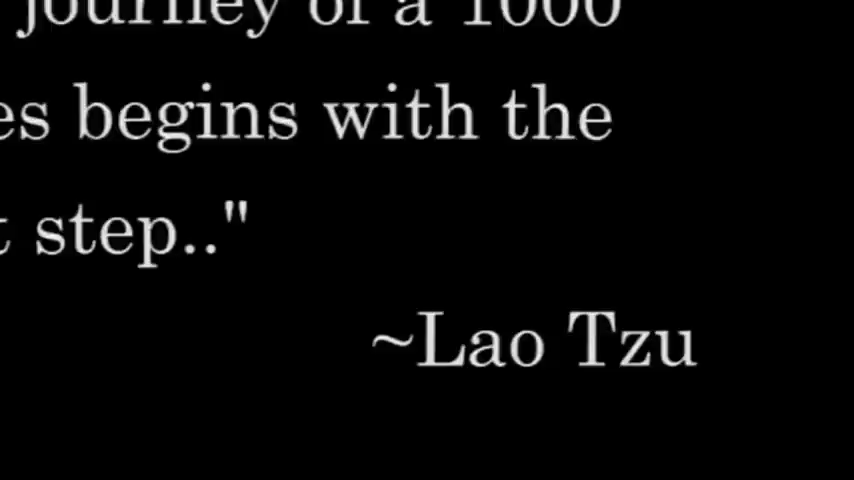 journey of a 1000
es begins with the
t step.."
~Lao Tzu